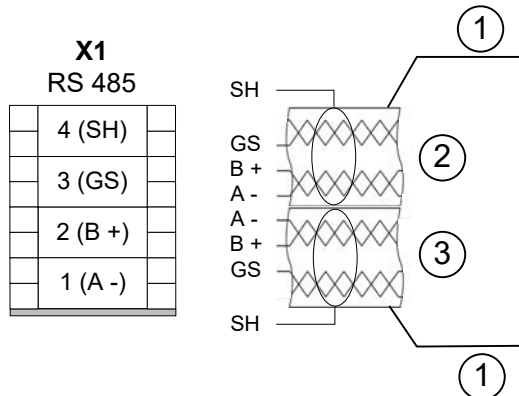 X1
RS 485
4 (SH)
3 (GS)
2 (B +)
1 (A -)
1
SH
GS
B +
A -
2
A -
B +
GS
3
SH
1